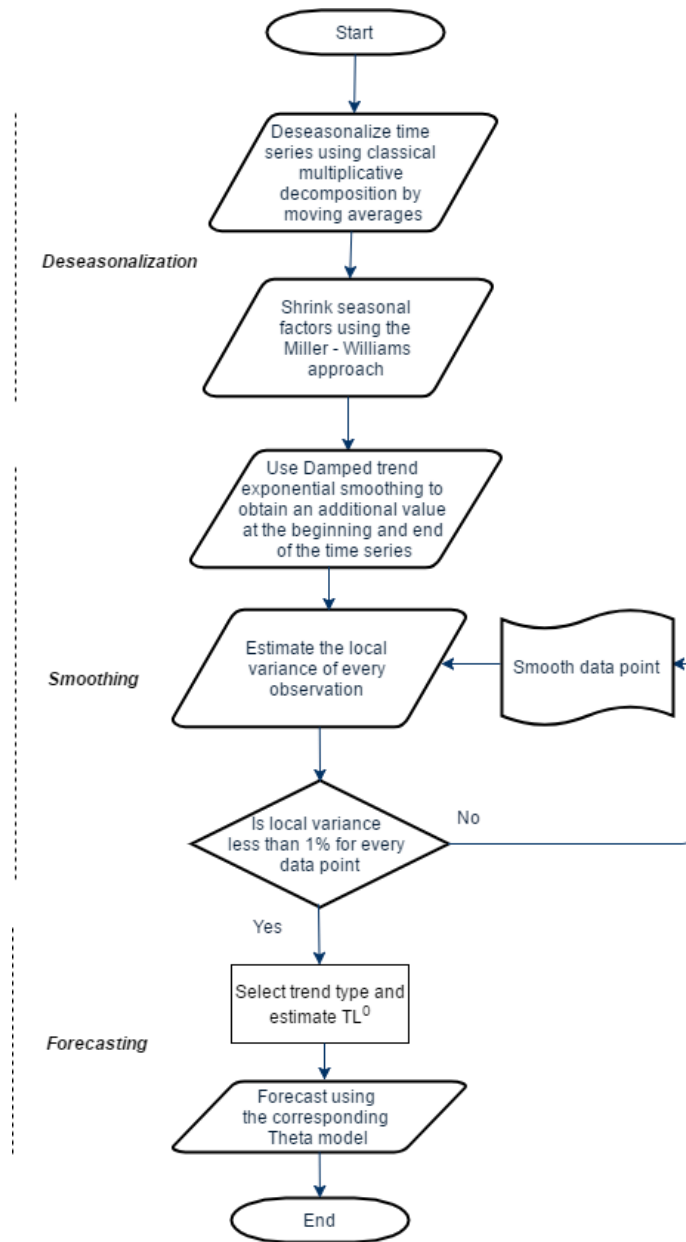 Start
Deseasonalize time
series using classical
multiplicative
decomposition by
moving averages
Deseasonalization
Shrink seasonal
factors using the
Miller - Williams
approach
Use Damped trend
exponential smoothing to
obtain an additional value
at the beginning and end
of the time series
Estimate the local
variance of every
observation
Smooth data point
Smoothing
Is local variance
less than 1% for every
data point
No
Yes
Select trend type and
estimate TL⁰
Forecasting
Forecast using
the corresponding
Theta model
End